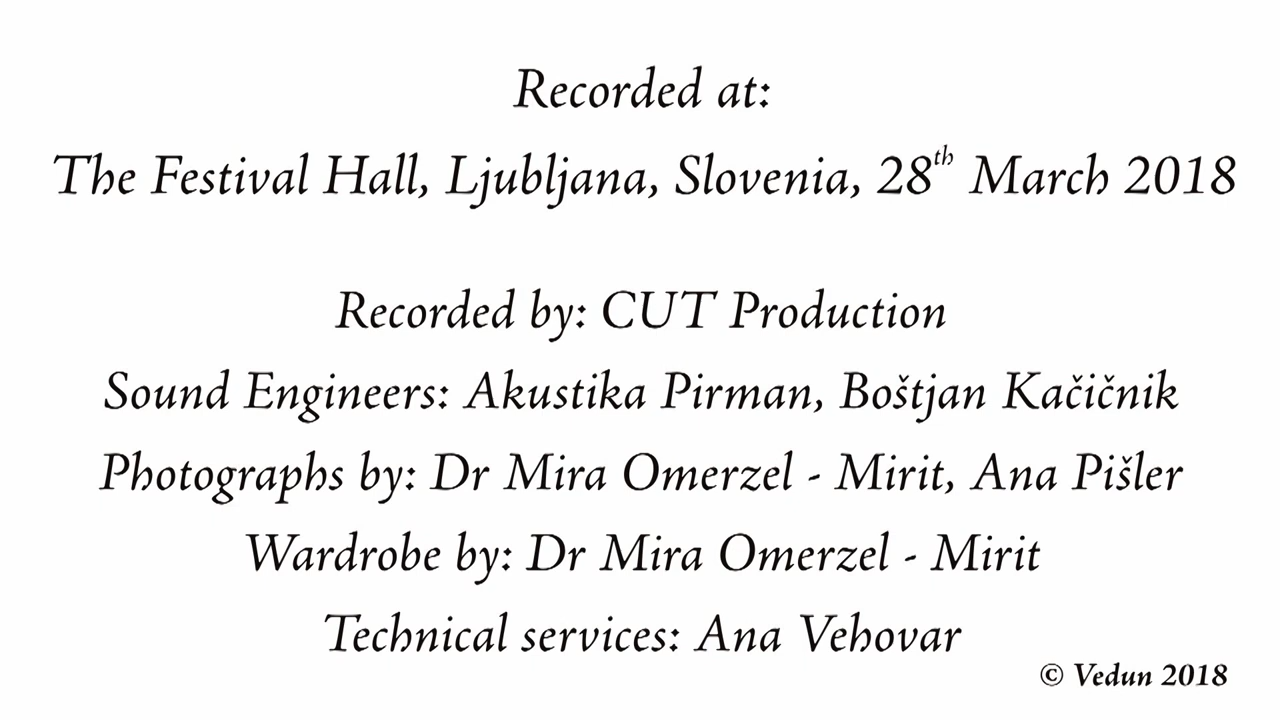 Recorded at:
The Festival Hall, Ljubljana, Slovenia, 28th March 2018
Recorded by: CUT Production
Sound Engineers: Akustika Pirman, Boštjan Kačičnik
Photographs by: Dr Mira Omerzel - Mirit, Ana Pišler
Wardrobe by: Dr Mira Omerzel - Mirit
Technical services: Ana Vehovar
© Vedun 2018